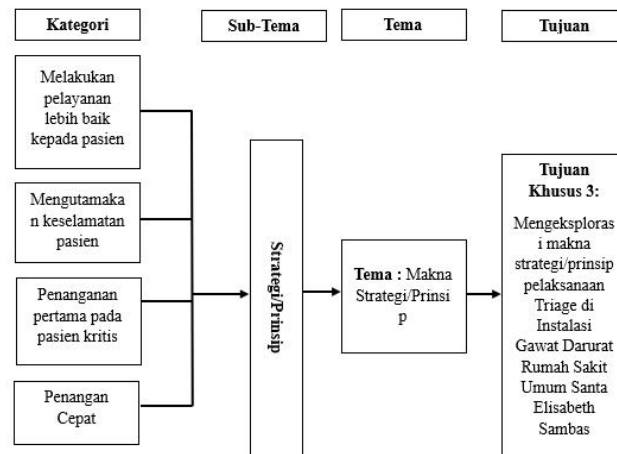 Kategori
Sub-Tema
Tema
Tujuan
Melakukan
pelayanan
lebih baik
kepada pasien
Mengutamaka
n keselamatan
pasien
Penanganan
pertama pada
pasien kritis
Penangan
Cepat
Strategi/Prinsip
Tema : Makna
Strategi/Prinsi
p
Tujuan
Khusus 3:
Mengeksploras
i makna
strategi/prinsip
pelaksanaan
Triage di
Instalasi
Gawat Darurat
Rumah Sakit
Umum Santa
Elisabeth
Sambas